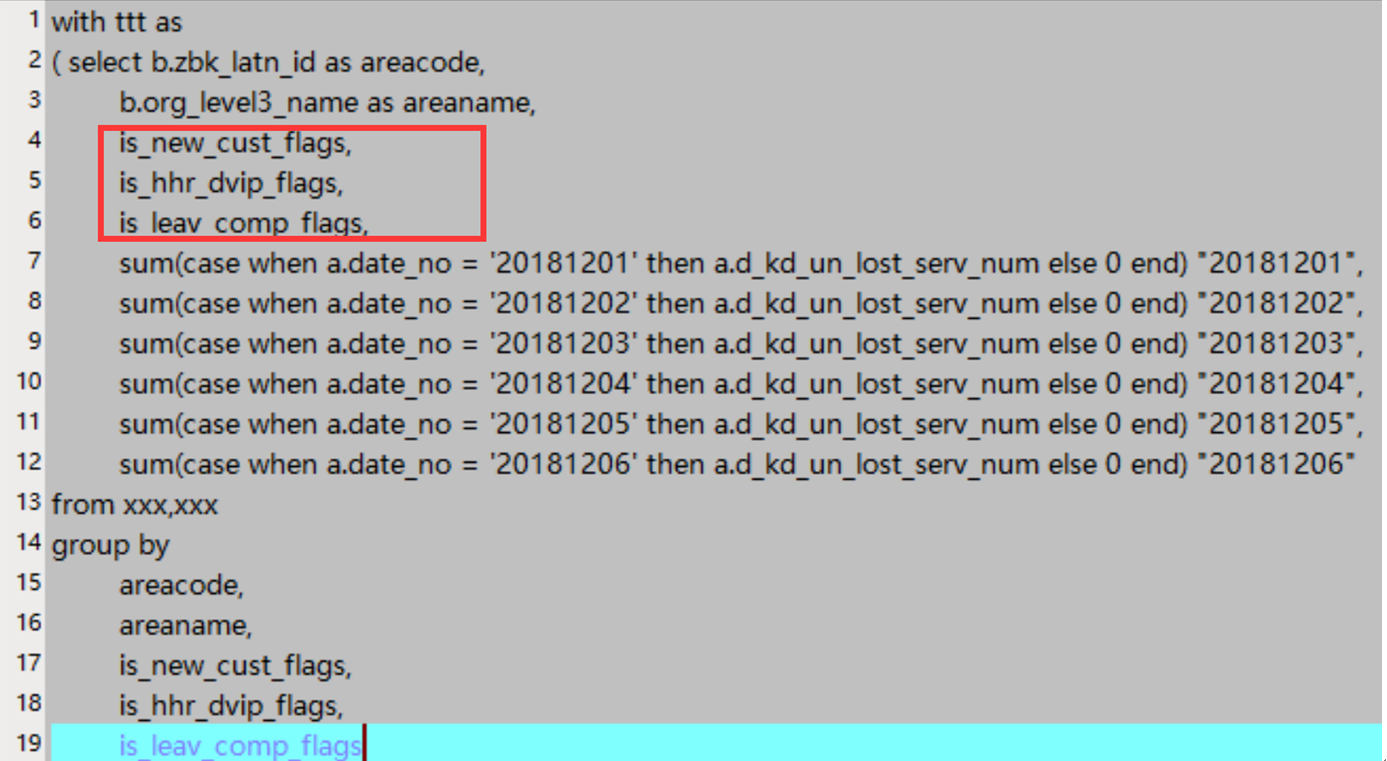 1 with ttt as
2 ( select b.zbk_latn_id as areacode,
3 b.org_level3_name as areaname,
4 is_new_cust_flags,
5 is_hhr_dvip_flags,
6 is_leav_comp_flags,
7 sum(case when a.date_no = '20181201' then a.d_kd_un_lost_serv_num else 0 end) "20181201",
8 sum(case when a.date_no = '20181202' then a.d_kd_un_lost_serv_num else 0 end) "20181202",
9 sum(case when a.date_no = '20181203' then a.d_kd_un_lost_serv_num else 0 end) "20181203",
10 sum(case when a.date_no = '20181204' then a.d_kd_un_lost_serv_num else 0 end) "20181204",
11 sum(case when a.date_no = '20181205' then a.d_kd_un_lost_serv_num else 0 end) "20181205",
12 sum(case when a.date_no = '20181206' then a.d_kd_un_lost_serv_num else 0 end) "20181206"
13 from xxx,xxx
14 group by
15 areacode,
16 areaname,
17 is_new_cust_flags,
18 is_hhr_dvip_flags,
19 is_leav_comp_flags